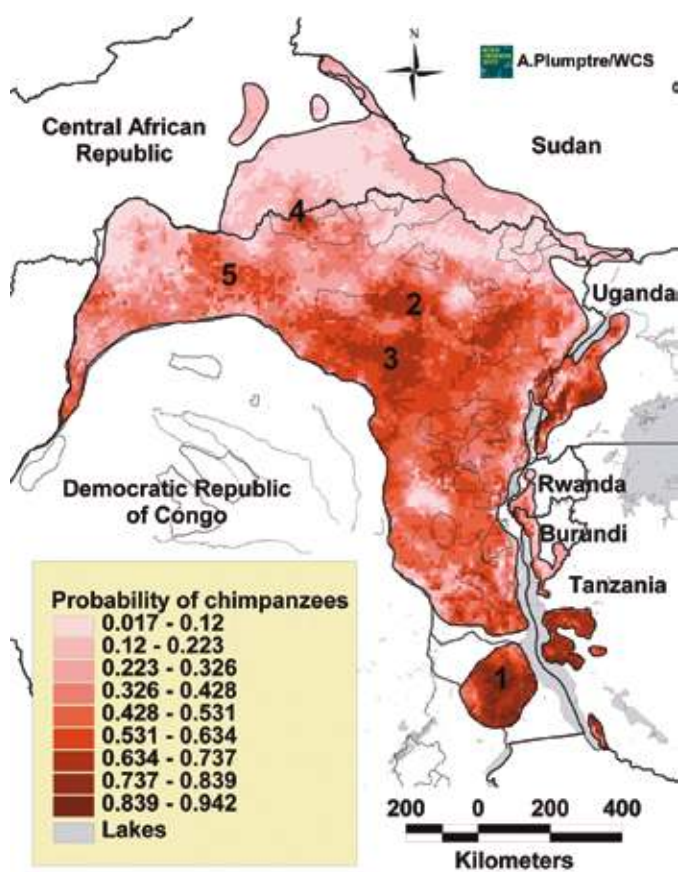 N
A.Plumptre/WCS
Central African
Republic
Sudan
4
5
Uganda
2
3
Democratic Republic
of Congo
Rwanda
Burundi
Tanzania
1
Probability of chimpanzees
0.017 - 0.12
0.12 - 0.223
0.223 - 0.326
0.326 - 0.428
0.428 - 0.531
0.531 - 0.634
0.634 - 0.737
0.737 - 0.839
0.839 - 0.942
Lakes
200 0 200 400
Kilometers